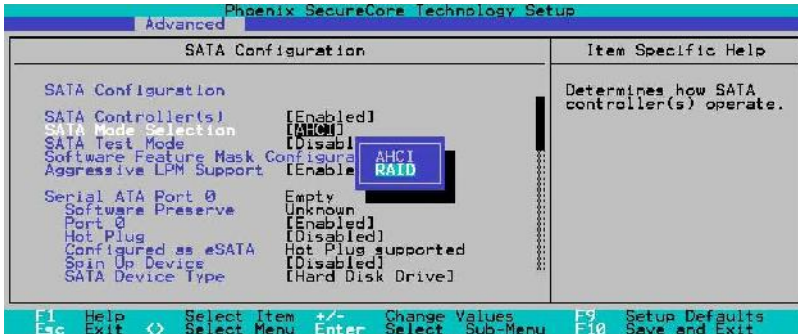 Phoenix SecureCore Technology Setup
Advanced
SATA Configuration
Item Specific Help
SATA Configuration
SATA Controller(s) [Enabled]
SATA Mode Selection [AHCI]
SATA Test Mode [Disabl
Software Feature Mask Configura
Aggressive LPM Support [Enable
AHCI
RAID
Serial ATA Port 0 Empty
Software Preserve Unknown
Port 0 [Enabled]
Hot Plug [Disabled]
Configured as eSATA Hot Plug supported
Spin Up Device [Disabled]
SATA Device Type [Hard Disk Drive]
Determines how SATA
controller(s) operate.
F1 Help Select Item +/- Change Values F9 Setup Defaults
Esc Exit <> Select Menu Enter Select Sub-Menu F10 Save and Exit